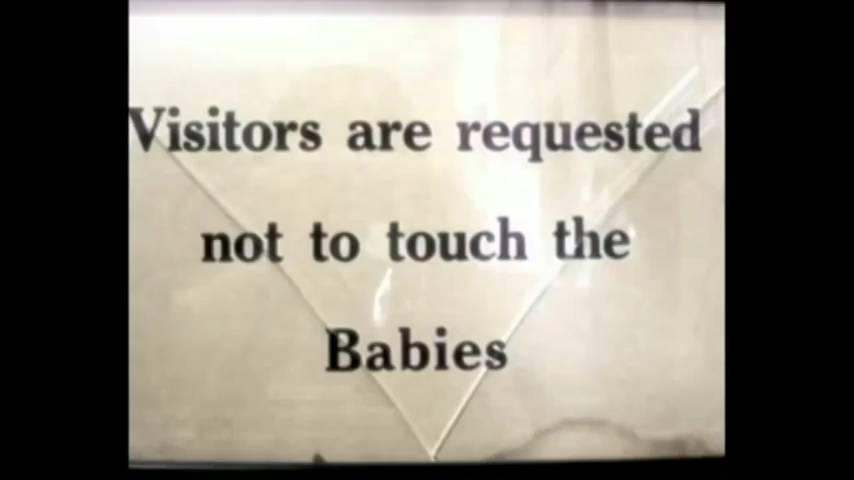 Visitors are requested
not to touch the
Babies